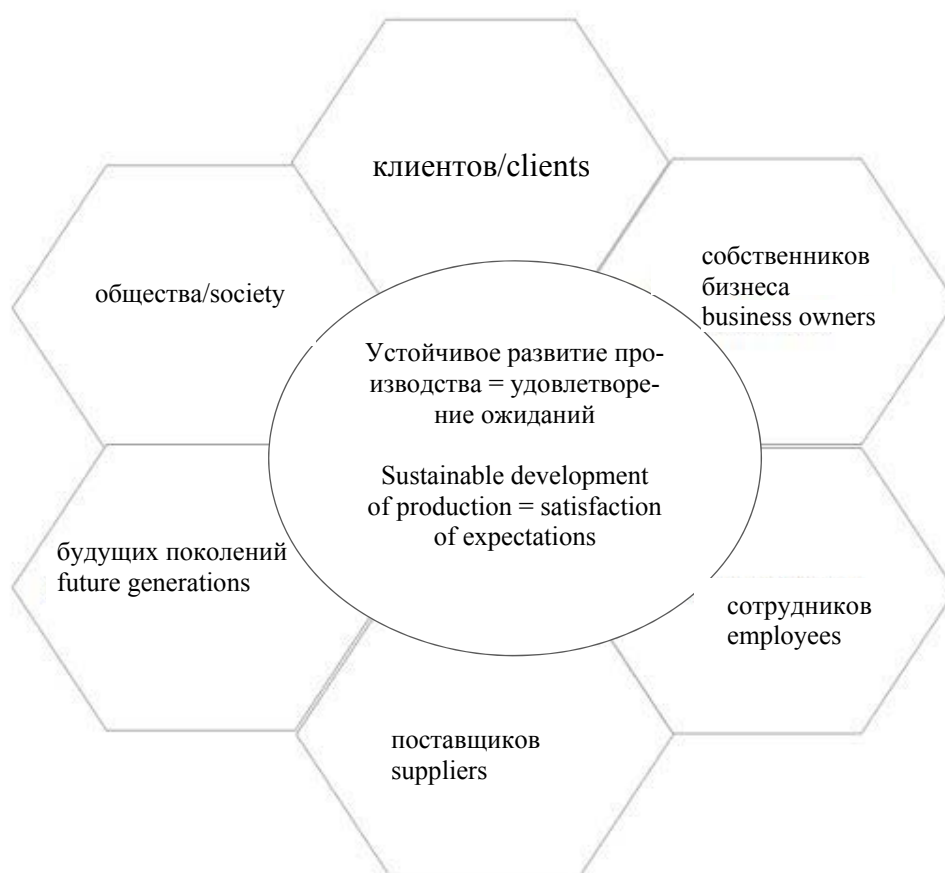 клиентов/clients
общества/society
собственников
бизнеса
business owners
Устойчивое развитие про-
изводства = удовлетворе-
ние ожиданий
Sustainable development
of production = satisfaction
of expectations
будущих поколений
future generations
сотрудников
employees
поставщиков
suppliers